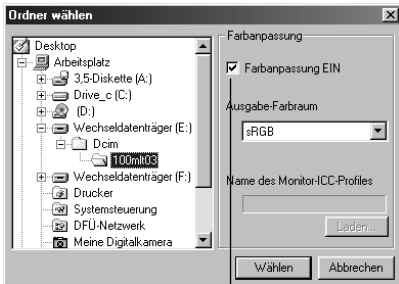 Ordner wählen
Desktop
Arbeitsplatz
3,5-Diskette (A:)
Drive_c (C:)
(D:)
Wechseldatenträger (E:)
Dcim
100mlt03
Wechseldatenträger (F:)
Drucker
Systemsteuerung
DFÜ-Netzwerk
Meine Digitalkamera
Farbanpassung
Farbanpassung EIN
Ausgabe-Farbraum
sRGB
Name des Monitor-ICC-Profiles
Laden...
Wählen
Abbrechen